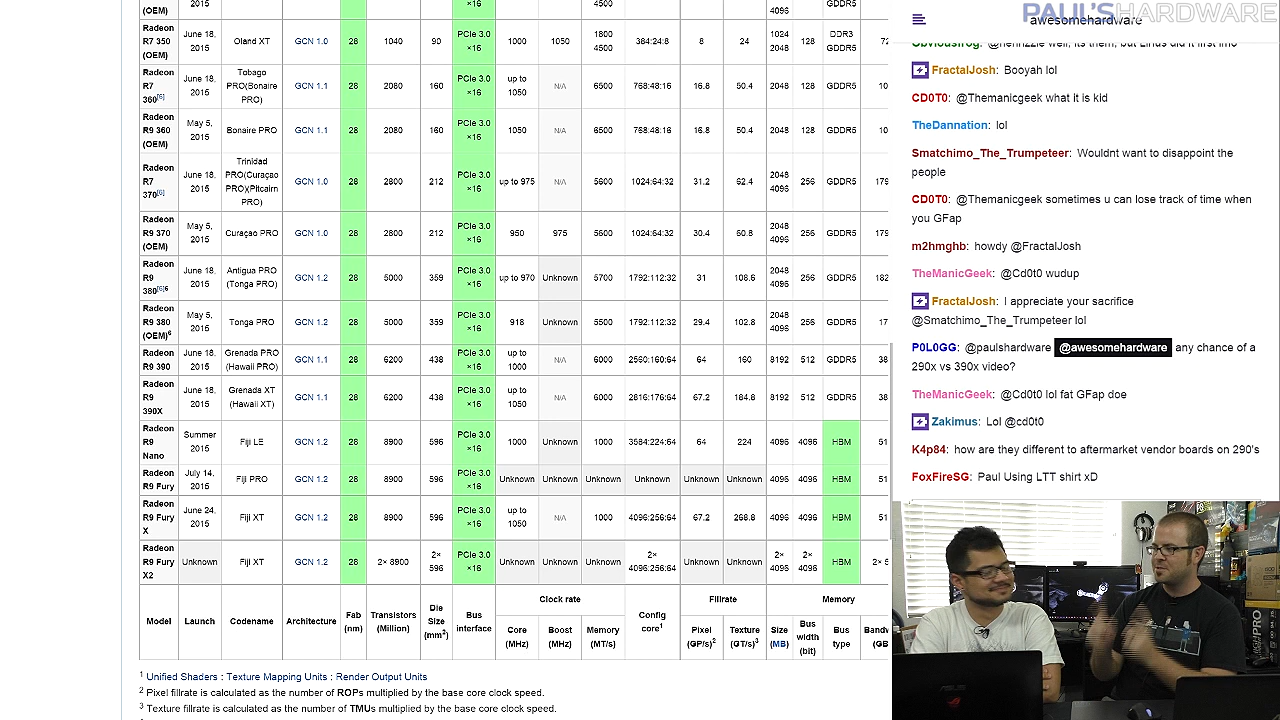 PAUL'S HARDWARE
awesomehardware
(OEM) 2015 ×16 4500 4096 GDDR5
Radeon R7 350 (OEM) June 18, 2015 Oland XT GCN 1.0 28 1040 90 PCIe 3.0 ×16 1000 1050 1800 4500 384:24:8 8 24 1024 2048 128 DDR3 GDDR5 72
Radeon R7 360[5] June 18, 2015 Tobago PRO(Bonaire PRO) GCN 1.1 28 2080 160 PCIe 3.0 ×16 up to 1050 N/A 6500 768:48:16 16.8 50.4 2048 128 GDDR5
Radeon R9 360 (OEM) May 5, 2015 Bonaire PRO GCN 1.1 28 2080 160 PCIe 3.0 ×16 1050 N/A 6500 768:48:16 16.8 50.4 2048 128 GDDR5 10
Radeon R7 370[5] June 18, 2015 Trinidad PRO(Curaçao PRO)(Pitcairn PRO) GCN 1.0 28 2800 212 PCIe 3.0 ×16 up to 975 N/A 5600 1024:64:32 31.2 62.4 2048 4096 256 GDDR5 179
Radeon R9 370 (OEM) May 5, 2015 Curaçao PRO GCN 1.0 28 2800 212 PCIe 3.0 ×16 950 975 5600 1024:64:32 30.4 60.8 2048 4096 256 GDDR5 179
Radeon R9 380[5]6 June 18, 2015 Antigua PRO (Tonga PRO) GCN 1.2 28 5000 359 PCIe 3.0 ×16 up to 970 Unknown 5700 1792:112:32 31 108.6 2048 4096 256 GDDR5 182
Radeon R9 380 (OEM)6 May 5, 2015 Tonga PRO GCN 1.2 28 5000 359 PCIe 3.0 ×16 918 Unknown 5500 1792:112:32 29.4 102.8 2048 4096 256 GDDR5 17
Radeon R9 390 June 18, 2015 Grenada PRO (Hawaii PRO) GCN 1.1 28 6200 438 PCIe 3.0 ×16 up to 1000 N/A 6000 2560:160:64 64 160 8192 512 GDDR5 38
Radeon R9 390X June 18, 2015 Grenada XT (Hawaii XT) GCN 1.1 28 6200 438 PCIe 3.0 ×16 up to 1050 N/A 6000 2816:176:64 67.2 184.8 8192 512 GDDR5 38
Radeon R9 Nano Summer 2015 Fiji LE GCN 1.2 28 8900 596 PCIe 3.0 ×16 1000 Unknown 1000 3584:224:64 64 224 4096 4096 HBM 51
Radeon R9 Fury July 14, 2015 Fiji PRO GCN 1.2 28 8900 596 PCIe 3.0 ×16 Unknown Unknown Unknown Unknown Unknown Unknown 4096 4096 HBM 51
Radeon R9 Fury X June 24, 2015 Fiji XT GCN 1.2 28 8900 596 PCIe 3.0 ×16 up to 1050 N/A 1000 67.2 268.8 4096 4096 HBM 51
Radeon R9 Fury X2 Unknown Fiji XT GCN 1.2 28 2× 596 PCIe 3.0 ×16 Unknown Unknown Unknown Unknown Unknown 2× 4096 2× 4096 HBM
Model Launch Codename Architecture Fab (nm) Transistors (Million) Die Size (mm2) Bus interface Clock rate Core (MHz) Boost (MHz) Memory (MT/s) Config core1 Fillrate Pixel (GP/s)2 Texture (GT/s)3 Memory Size (MB) Bus width (bit) Bus type
1 Unified Shaders : Texture Mapping Units : Render Output Units
2 Pixel fillrate is calculated as the number of ROPs multiplied by the base core clock speed.
3 Texture fillrate is calculated as the number of TMUs multiplied by the base core clock speed.
FractalJosh: Booyah lol
CD0T0: @Themanicgeek what it is kid
TheDannation: lol
Smatchimo_The_Trumpeteer: Wouldnt want to disappoint the
people
CD0T0: @Themanicgeek sometimes u can lose track of time when
you GFap
m2hmghb: howdy @FractalJosh
TheManicGeek: @Cd0t0 wudup
FractalJosh: I appreciate your sacrifice
@Smatchimo_The_Trumpeteer lol
P0L0GG: @paulshardware @awesomehardware any chance of a
290x vs 390x video?
TheManicGeek: @Cd0t0 lol fat GFap doe
Zakimus: Lol @cd0t0
K4p84: how are they different to aftermarket vendor boards on 290's
FoxFireSG: Paul Using LTT shirt xD